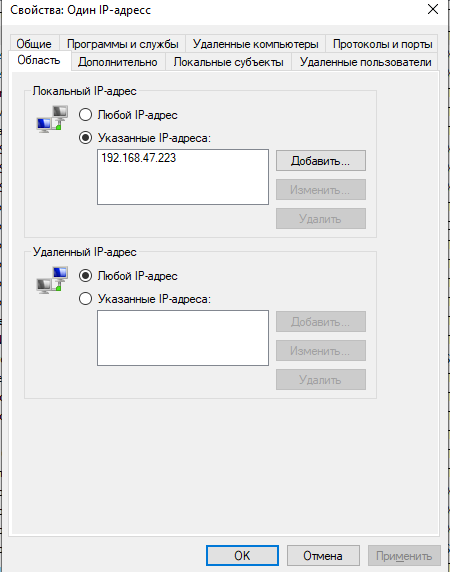 Свойства: Один IP-адресс
Общие
Программы и службы
Удаленные компьютеры
Протоколы и порты
Область
Дополнительно
Локальные субъекты
Удаленные пользователи
Локальный IP-адрес
Любой IP-адрес
Указанные IP-адреса:
192.168.47.223
Добавить...
Изменить...
Удалить
Удаленный IP-адрес
Любой IP-адрес
Указанные IP-адреса:
Добавить...
Изменить...
Удалить
OK
Отмена
Применить